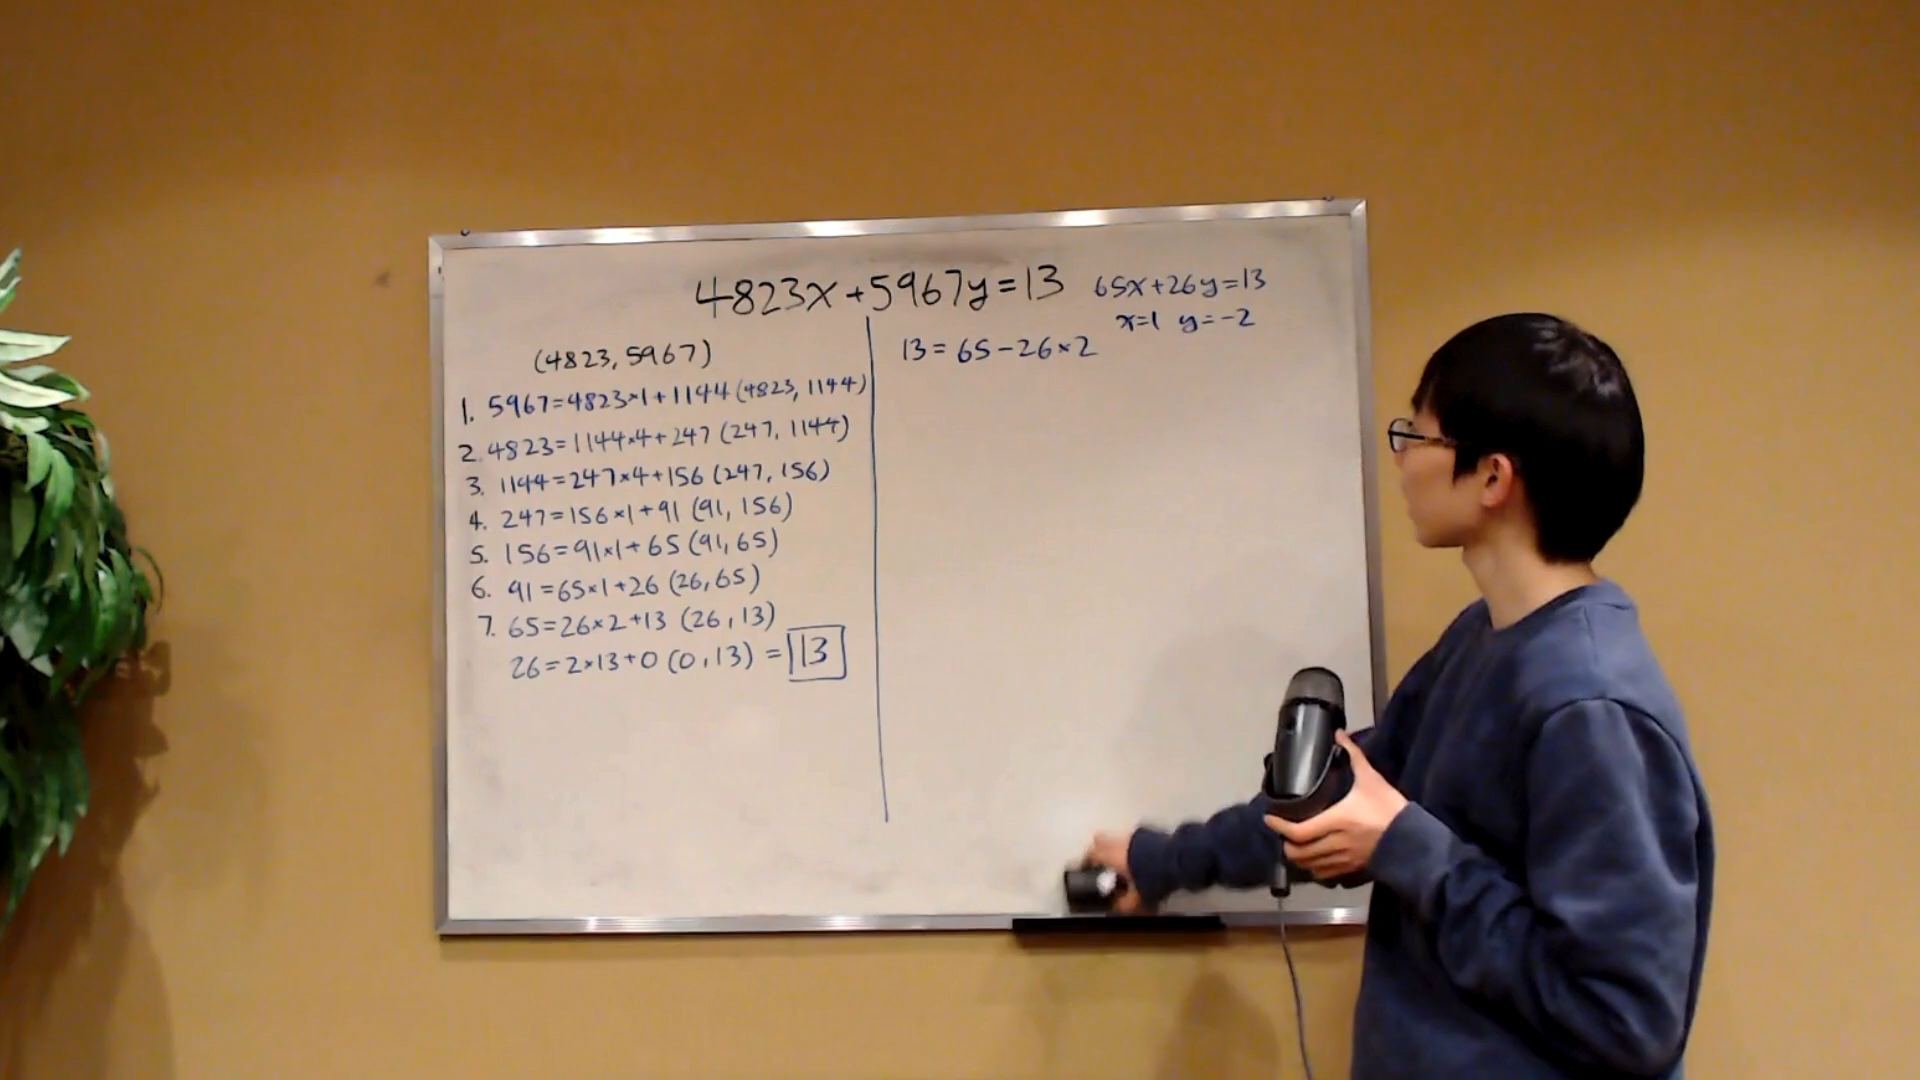 4823x+5967y=13
(4823, 5967)
1. 5967=4823×1+1144 (4823, 1144)
2. 4823=1144×4+247 (247, 1144)
3. 1144=247×4+156 (247, 156)
4. 247=156×1+91 (91, 156)
5. 156=91×1+65 (91, 65)
6. 91=65×1+26 (26, 65)
7. 65=26×2+13 (26, 13)
26=2×13+0 (0, 13) = 13
65x+26y=13
x=1 y=-2
13=65-26×2